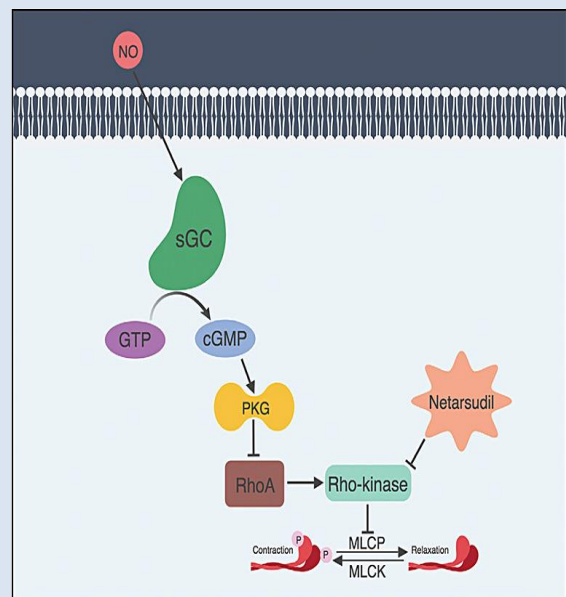 NO
sGC
GTP
cGMP
PKG
Netarsudil
RhoA
Rho-kinase
P
Contraction
P
MLCP
Relaxation
MLCK